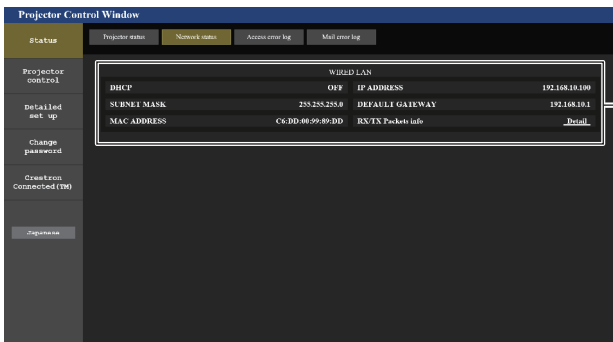 Projector Control Window
Status
Projector status
Network status
Access error log
Mail error log
Projector
control
Detailed
set up
Change
password
Crestron
Connected(TM)
Japanese
WIRED LAN
DHCP OFF IP ADDRESS 192.168.10.100
SUBNET MASK 255.255.255.0 DEFAULT GATEWAY 192.168.10.1
MAC ADDRESS C6:DD:00:99:89:DD RX/TX Packets info Detail